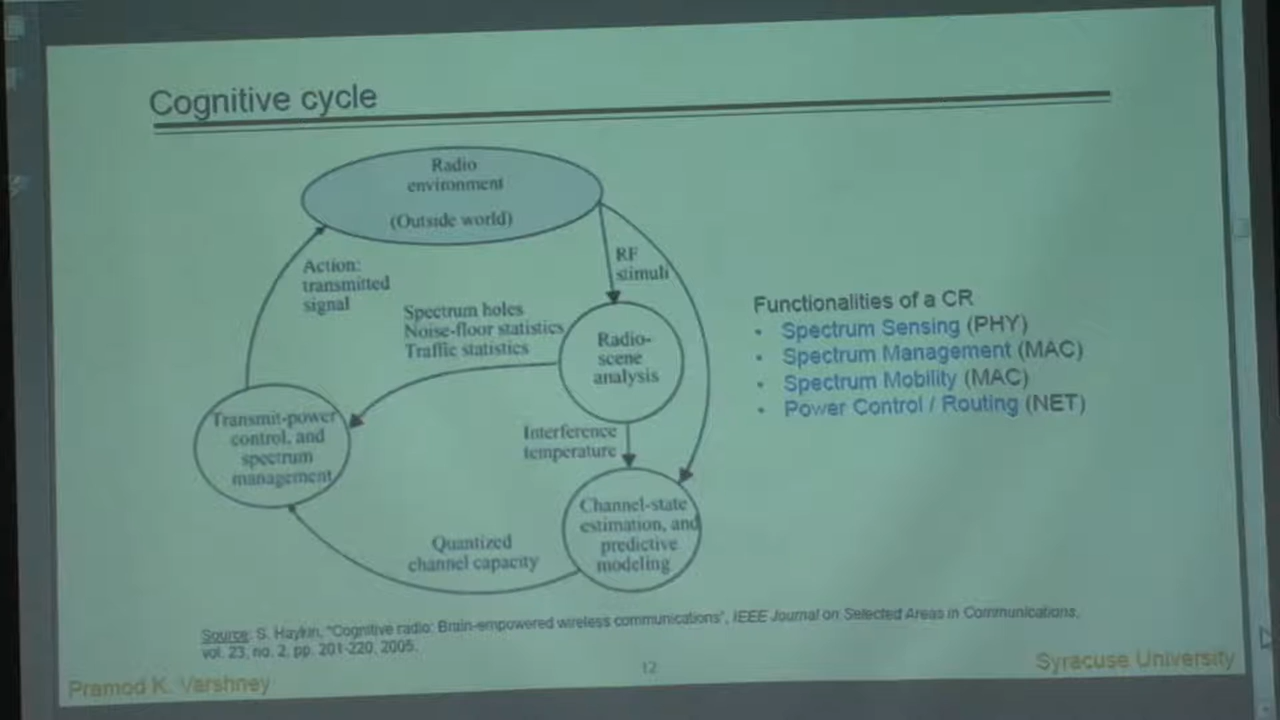 Cognitive cycle
Radio
environment
(Outside world)
Action:
transmitted
signal
RF
stimuli
Spectrum holes
Noise-floor statistics
Traffic statistics
Radio-
scene
analysis
Transmit-power
control, and
spectrum
management
Interference
temperature
Channel-state
estimation, and
predictive
modeling
Quantized
channel capacity
Functionalities of a CR
• Spectrum Sensing (PHY)
• Spectrum Management (MAC)
• Spectrum Mobility (MAC)
• Power Control / Routing (NET)
Source: S. Haykin, "Cognitive radio: Brain-empowered wireless communications", IEEE Journal on Selected Areas in Communications,
vol. 23, no. 2, pp. 201-220, 2005.
Pramod K. Varshney
12
Syracuse University